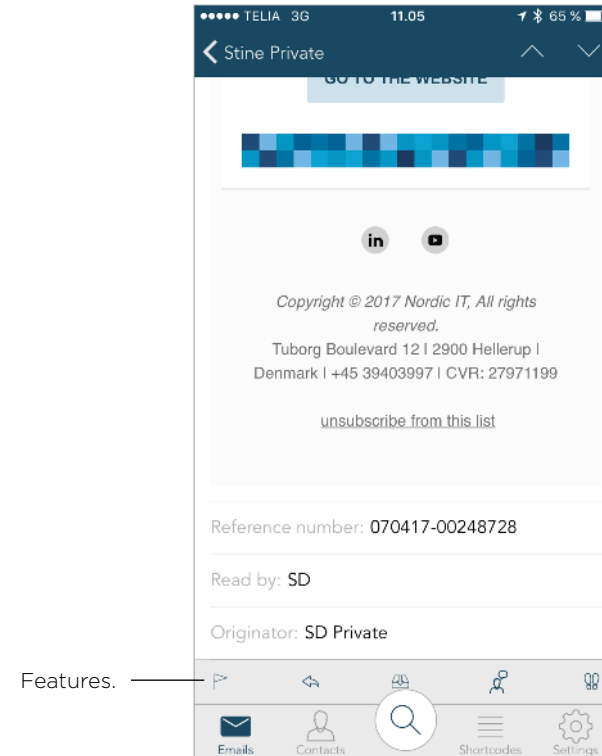 TELIA 3G 11.05 65 %
Stine Private
GO TO THE WEBSITE
in
Copyright © 2017 Nordic IT, All rights
reserved.
Tuborg Boulevard 12 I 2900 Hellerup I
Denmark I +45 39403997 I CVR: 27971199
unsubscribe from this list
Reference number: 070417-00248728
Read by: SD
Originator: SD Private
Features.
Emails Contacts Shortcodes Settings